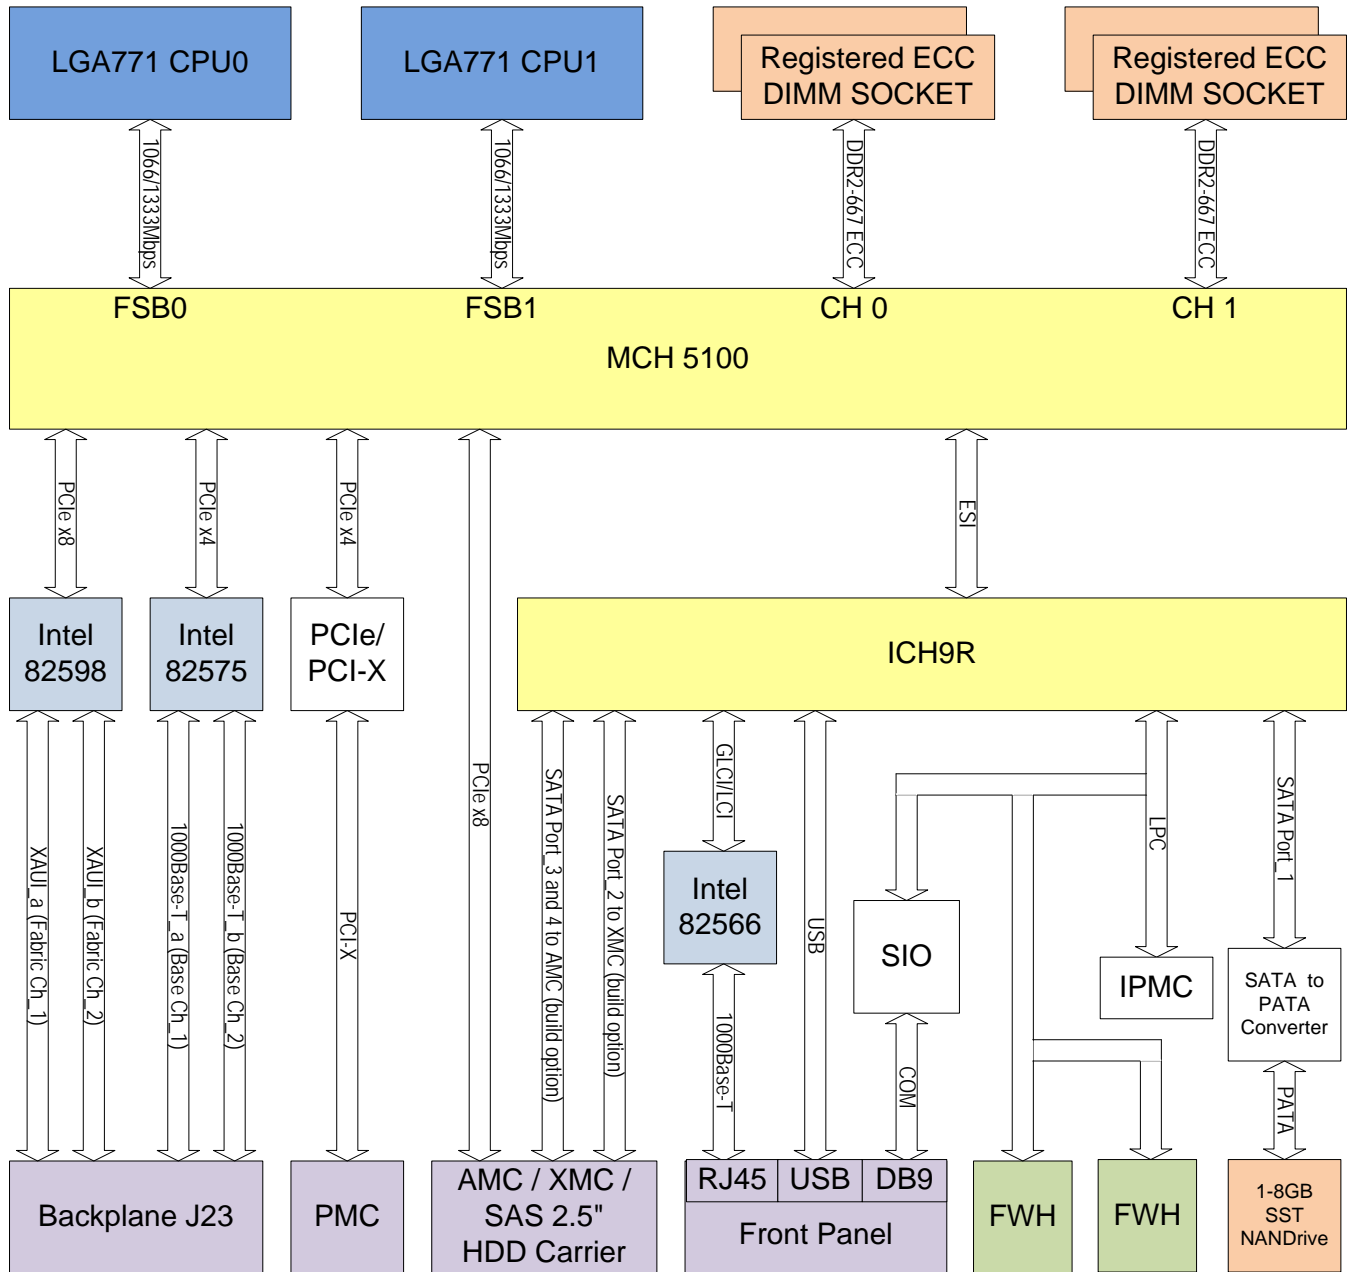 LGA771 CPU0
LGA771 CPU1
Registered ECC
DIMM SOCKET
Registered ECC
DIMM SOCKET
1066/1333Mbps
1066/1333Mbps
DDR2-667 ECC
DDR2-667 ECC
FSB0
FSB1
CH 0
CH 1
MCH 5100
PCIe x8
PCIe x4
PCIe x4
PCIe x8
ESI
Intel
82598
Intel
82575
PCIe/
PCI-X
ICH9R
XAUI_a (Fabric Ch_1)
XAUI_b (Fabric Ch_2)
1000Base-T_a (Base Ch_1)
1000Base-T_b (Base Ch_2)
PCI-X
SATA Port_3 and 4 to AMC (build option)
SATA Port_2 to XMC (build option)
GLCI/LCI
USB
LPC
SATA Port_1
Intel
82566
SIO
IPMC
SATA to
PATA
Converter
1000Base-T
COM
PATA
Backplane J23
PMC
AMC / XMC /
SAS 2.5"
HDD Carrier
RJ45
USB
DB9
Front Panel
FWH
FWH
1-8GB
SST
NANDrive